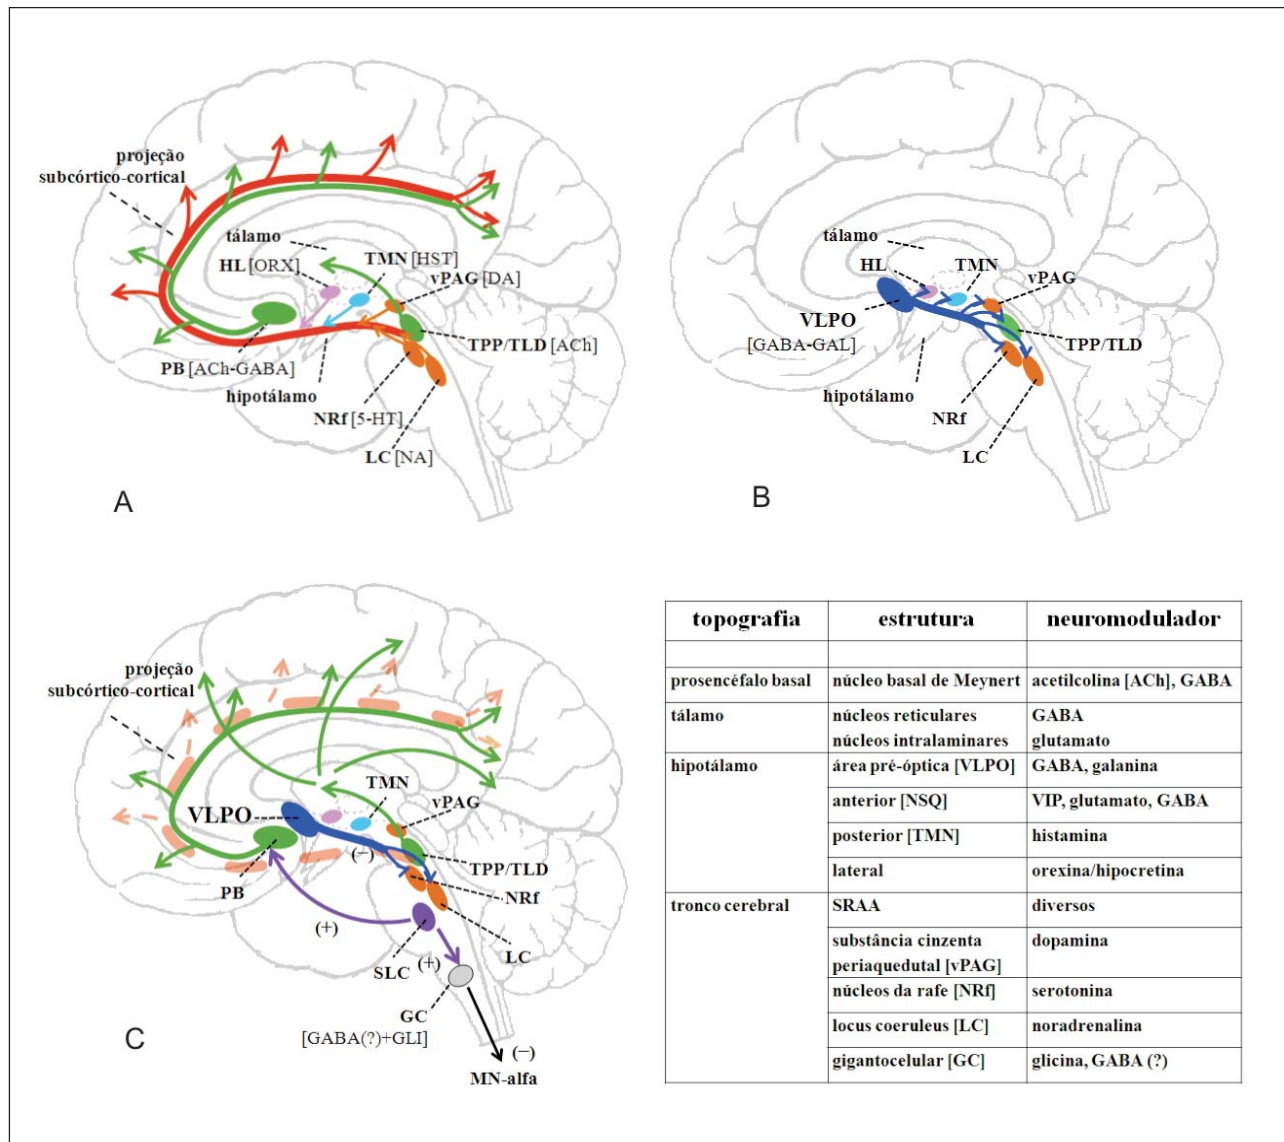 projeção
subcórtico-cortical
tálamo
HL [ORX]
TMN [HST]
vPAG [DA]
TPP/TLD [ACh]
PB [ACh-GABA]
hipotálamo
NRf [5-HT]
LC [NA]
A
tálamo
HL
TMN
vPAG
VLPO
[GABA-GAL]
TPP/TLD
hipotálamo
NRf
LC
B
projeção
subcórtico-cortical
TMN
vPAG
VLPO
(−)
TPP/TLD
PB
NRf
(+)
LC
SLC
(+)
GC
[GABA(?)+GLI]
(−)
MN-alfa
C
topografia estrutura neuromodulador
prosencéfalo basal núcleo basal de Meynert acetilcolina [ACh], GABA
tálamo núcleos reticulares GABA
núcleos intralaminares glutamato
hipotálamo área pré-óptica [VLPO] GABA, galanina
anterior [NSQ] VIP, glutamato, GABA
posterior [TMN] histamina
lateral orexina/hipocretina
tronco cerebral SRAA diversos
substância cinzenta dopamina
periaquedutal [vPAG]
núcleos da rafe [NRf] serotonina
locus coeruleus [LC] noradrenalina
gigantocelular [GC] glicina, GABA (?)